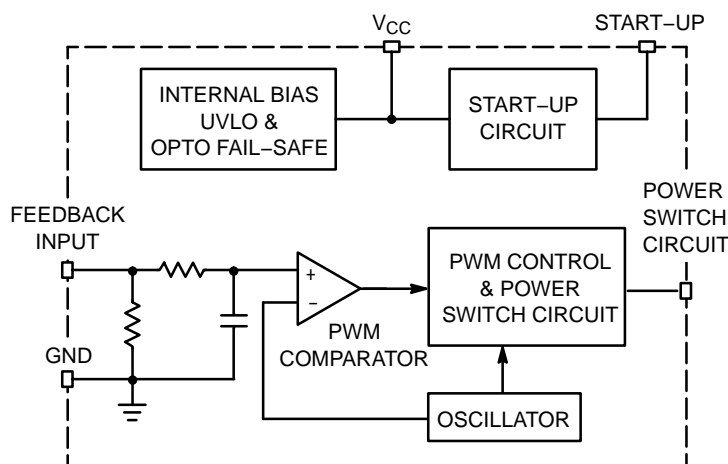 V_CC
START−UP
INTERNAL BIAS
UVLO &
OPTO FAIL−SAFE
START−UP
CIRCUIT
FEEDBACK
INPUT
POWER
SWITCH
CIRCUIT
+
−
PWM
COMPARATOR
PWM CONTROL
& POWER
SWITCH CIRCUIT
GND
OSCILLATOR